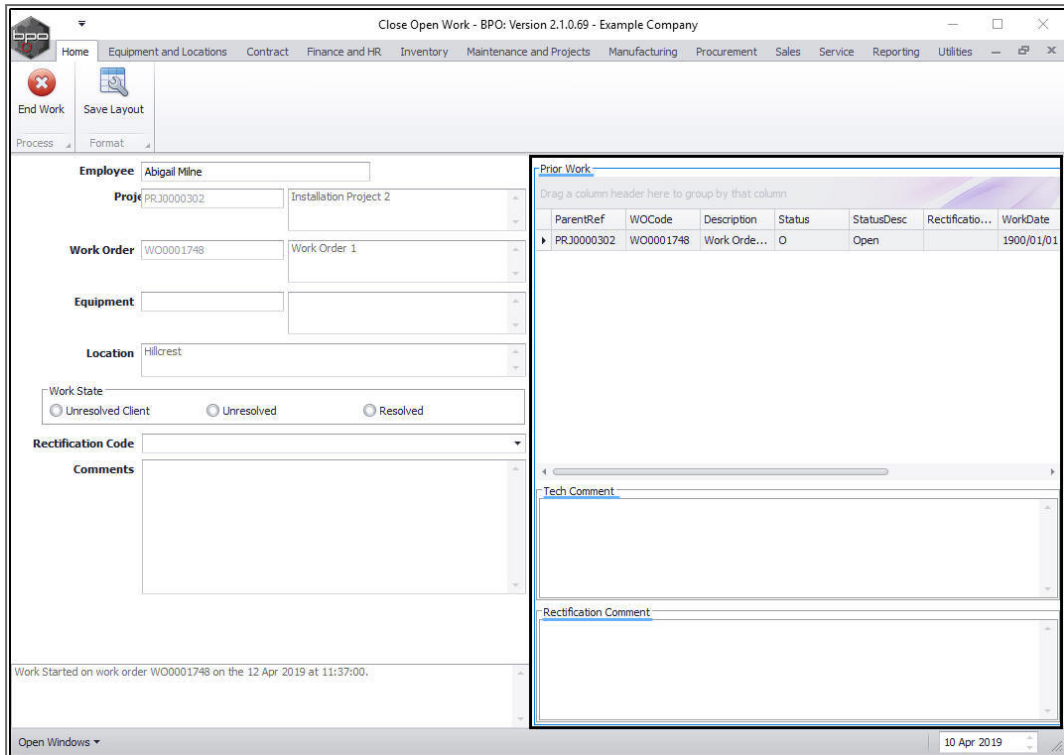 bpo
Close Open Work - BPO: Version 2.1.0.69 - Example Company
Home Equipment and Locations Contract Finance and HR Inventory Maintenance and Projects Manufacturing Procurement Sales Service Reporting Utilities
End Work Save Layout
Process Format
Employee Abigail Milne
Proje PRJ0000302 Installation Project 2
Work Order WO0001748 Work Order 1
Equipment
Location Hillcrest
Work State
Unresolved Client Unresolved Resolved
Rectification Code
Comments
Work Started on work order WO0001748 on the 12 Apr 2019 at 11:37:00.
Prior Work
Drag a column header here to group by that column
ParentRef WOCode Description Status StatusDesc Rectificatio... WorkDate
PRJ0000302 WO0001748 Work Orde... O Open 1900/01/01
Tech Comment
Rectification Comment
Open Windows 10 Apr 2019